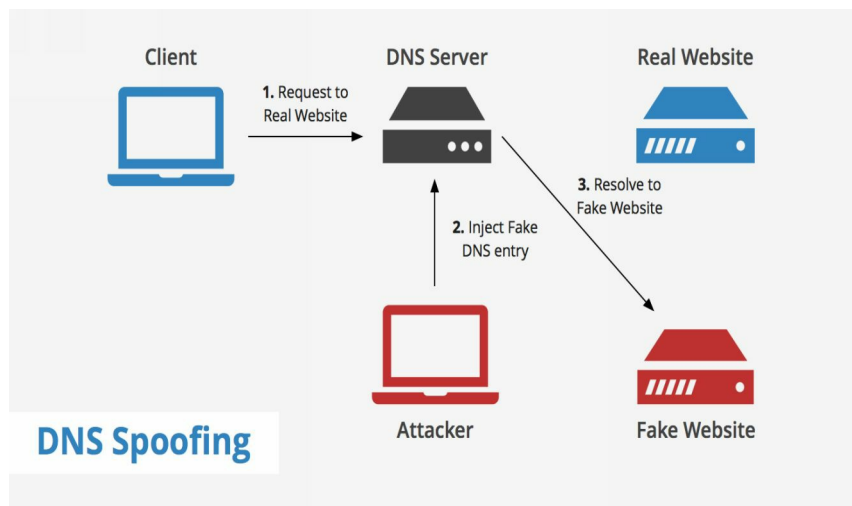 Client
DNS Server
Real Website
1. Request to
Real Website
3. Resolve to
Fake Website
2. Inject Fake
DNS entry
Attacker
Fake Website
DNS Spoofing